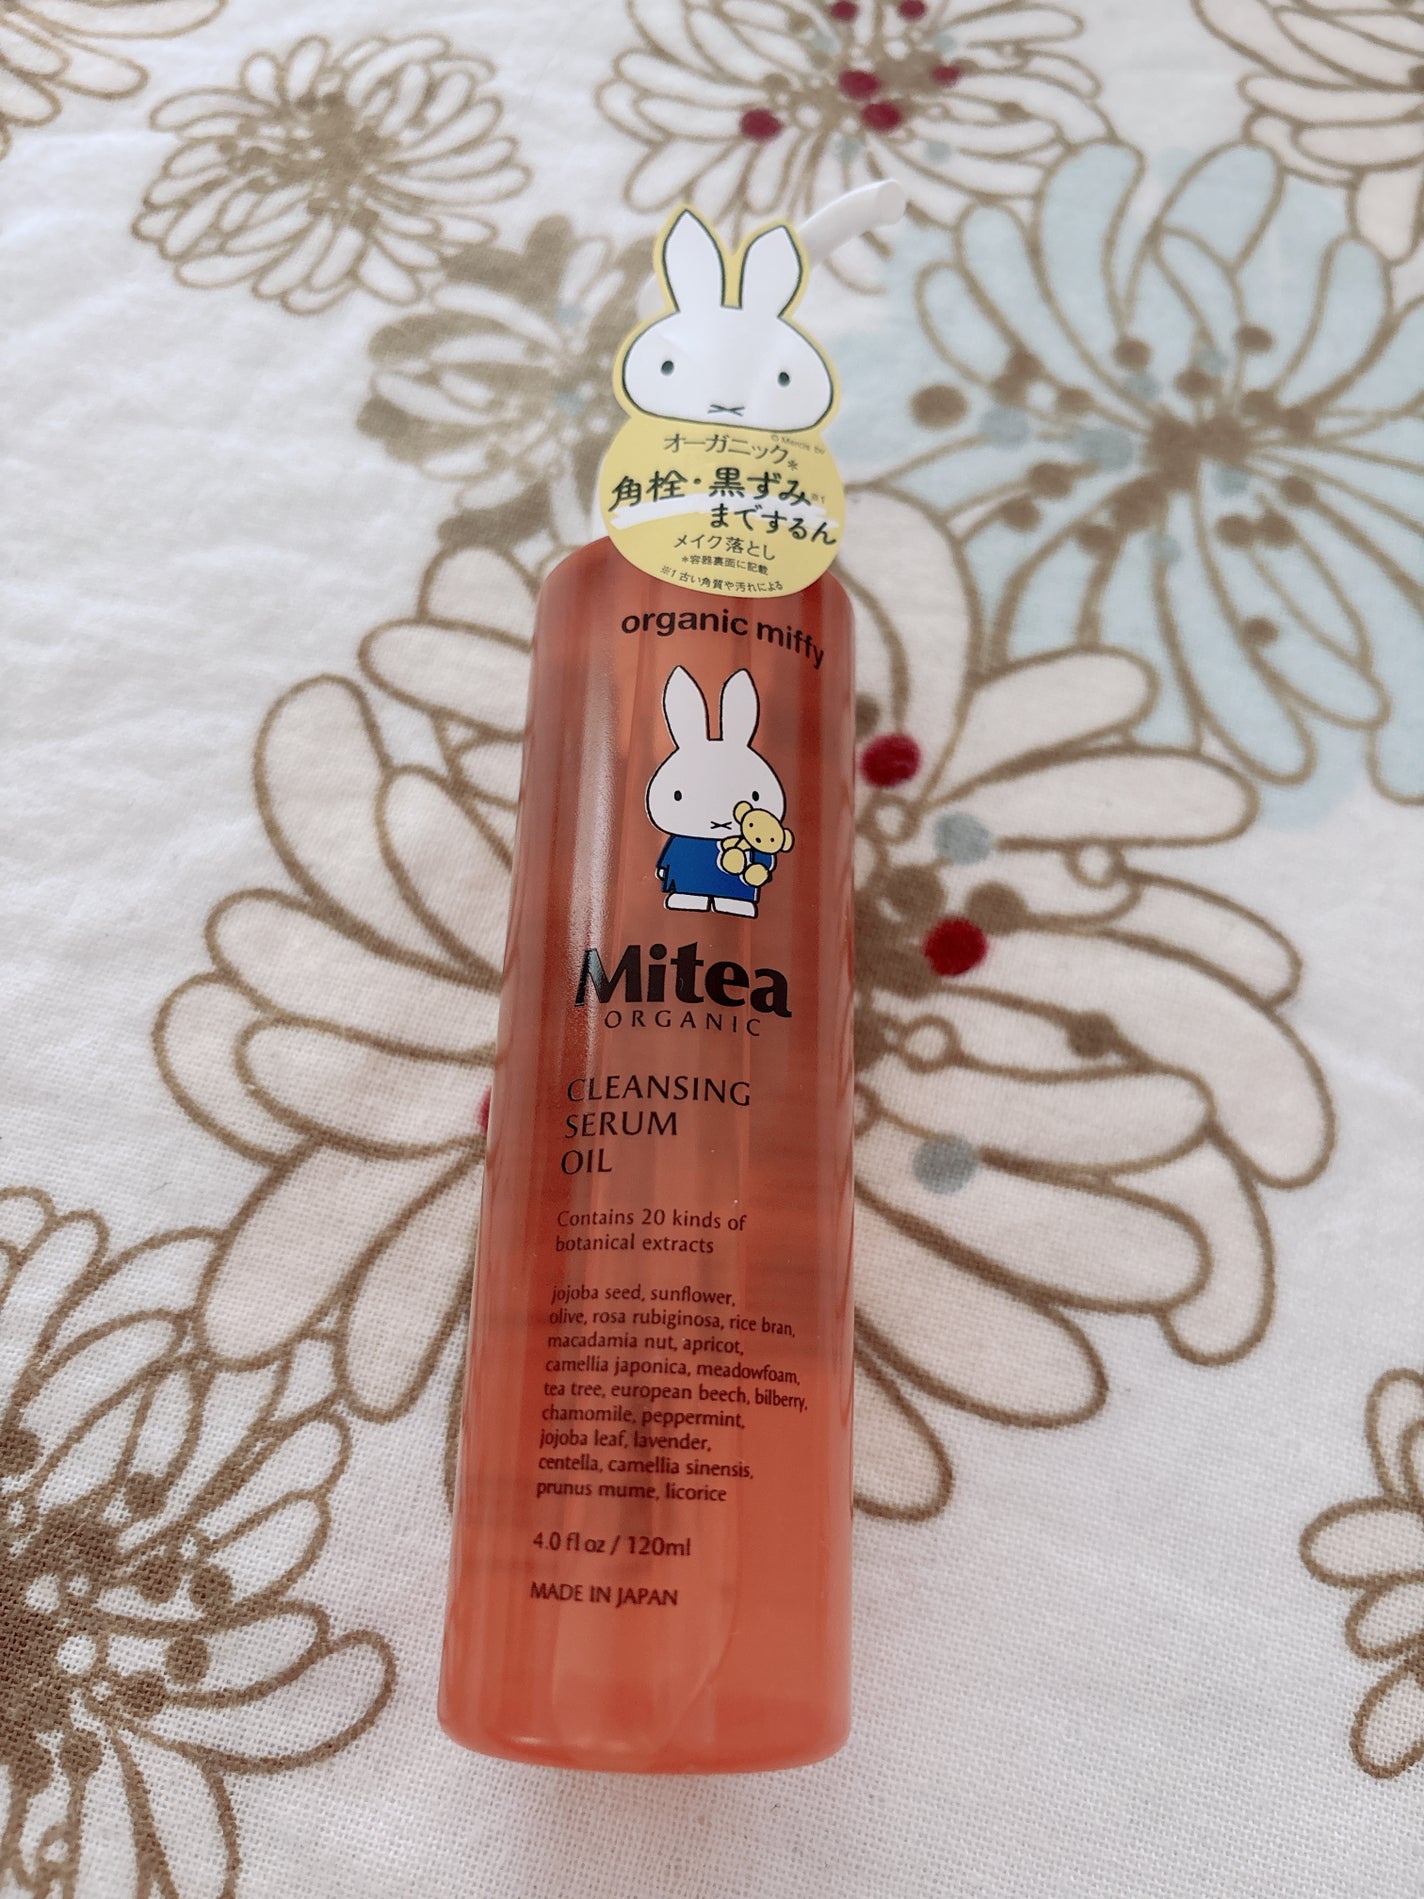 © Mercis bv
オーガニック*
角栓・黒ずみ※1
までするん
メイク落とし
*容器裏面に記載
※1 古い角質や汚れによる
organic miffy
Mitea
ORGANIC
CLEANSING
SERUM
OIL
Contains 20 kinds of
botanical extracts
jojoba seed, sunflower,
olive, rosa rubiginosa, rice bran,
macadamia nut, apricot,
camellia japonica, meadowfoam,
tea tree, european beech, bilberry,
chamomile, peppermint,
jojoba leaf, lavender,
centella, camellia sinensis,
prunus mume, licorice
4.0 fl oz / 120ml
MADE IN JAPAN